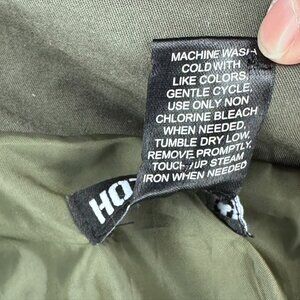 MACHINE WASH
COLD WITH
LIKE COLORS,
GENTLE CYCLE,
USE ONLY NON
CHLORINE BLEACH
WHEN NEEDED,
TUMBLE DRY LOW,
REMOVE PROMPTLY,
TOUCH UP STEAM
IRON WHEN NEEDED
HO